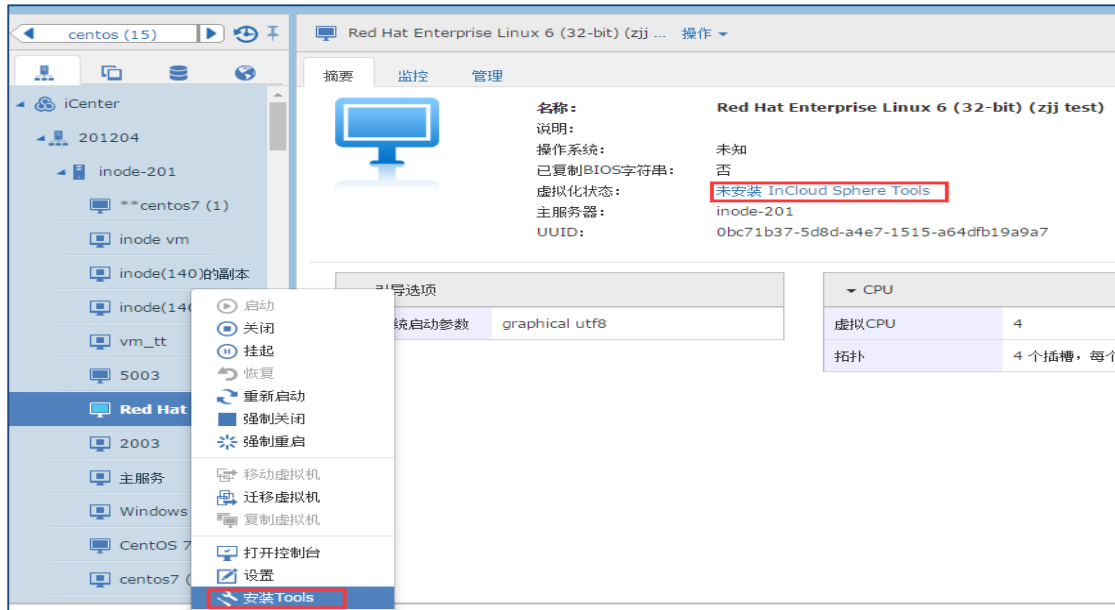 centos (15)
iCenter
201204
inode-201
**centos7 (1)
inode vm
inode(140)的副本
inode(14
vm_tt
5003
Red Hat
2003
主服务
Windows
CentOS 7
centos7 (
启动
关闭
挂起
恢复
重新启动
强制关闭
强制重启
移动虚拟机
迁移虚拟机
复制虚拟机
打开控制台
设置
安装Tools
Red Hat Enterprise Linux 6 (32-bit) (zjj ... 操作
摘要 监控 管理
名称: Red Hat Enterprise Linux 6 (32-bit) (zjj test)
说明:
操作系统: 未知
已复制BIOS字符串: 否
虚拟化状态: 未安装 InCloud Sphere Tools
主服务器: inode-201
UUID: 0bc71b37-5d8d-a4e7-1515-a64dfb19a9a7
引导选项
统启动参数 graphical utf8
CPU
虚拟CPU 4
拓扑 4 个插槽，每个